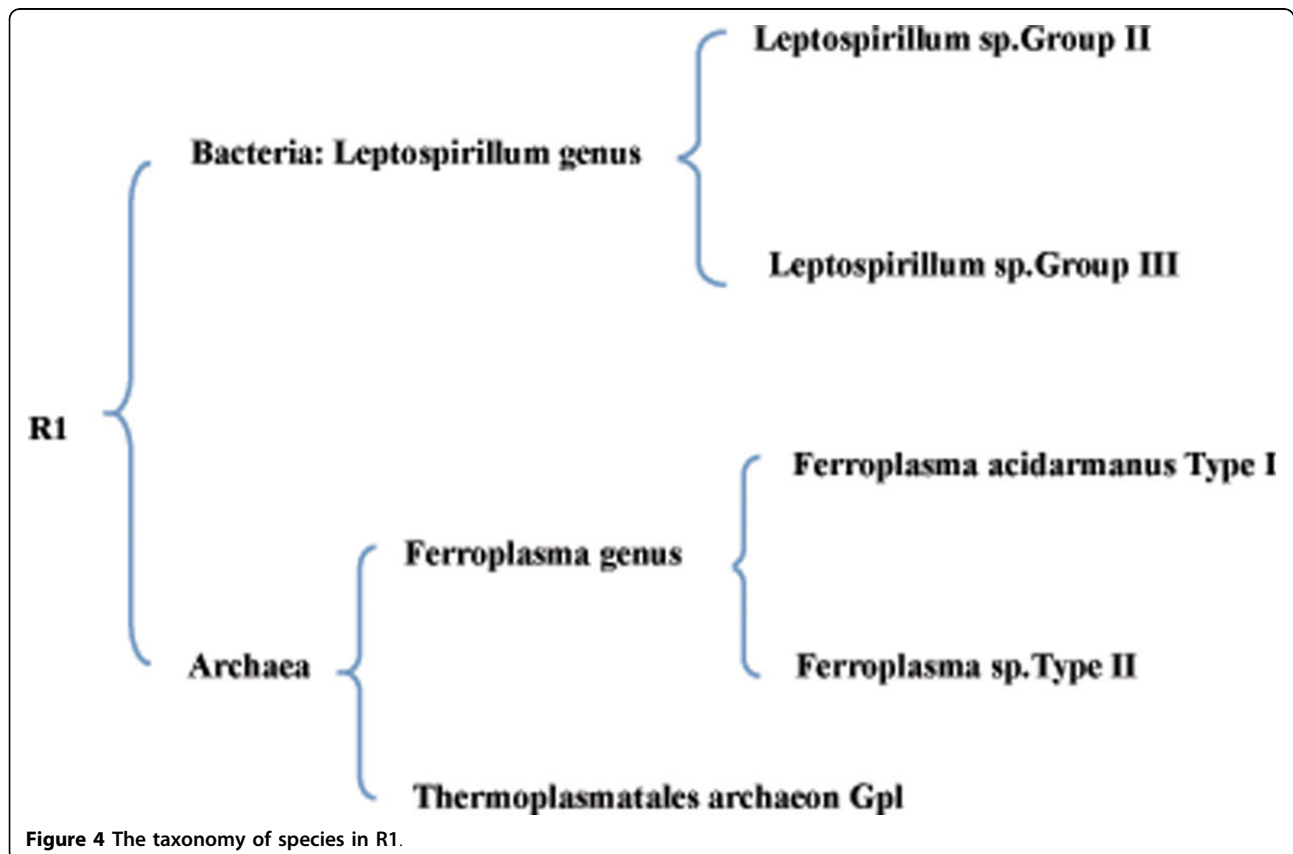 Leptospirillum sp.Group II
Bacteria: Leptospirillum genus
Leptospirillum sp.Group III
R1
Ferroplasma acidarmanus Type I
Ferroplasma genus
Archaea
Ferroplasma sp.Type II
Thermoplasmatales archaeon Gpl
Figure 4 The taxonomy of species in R1.